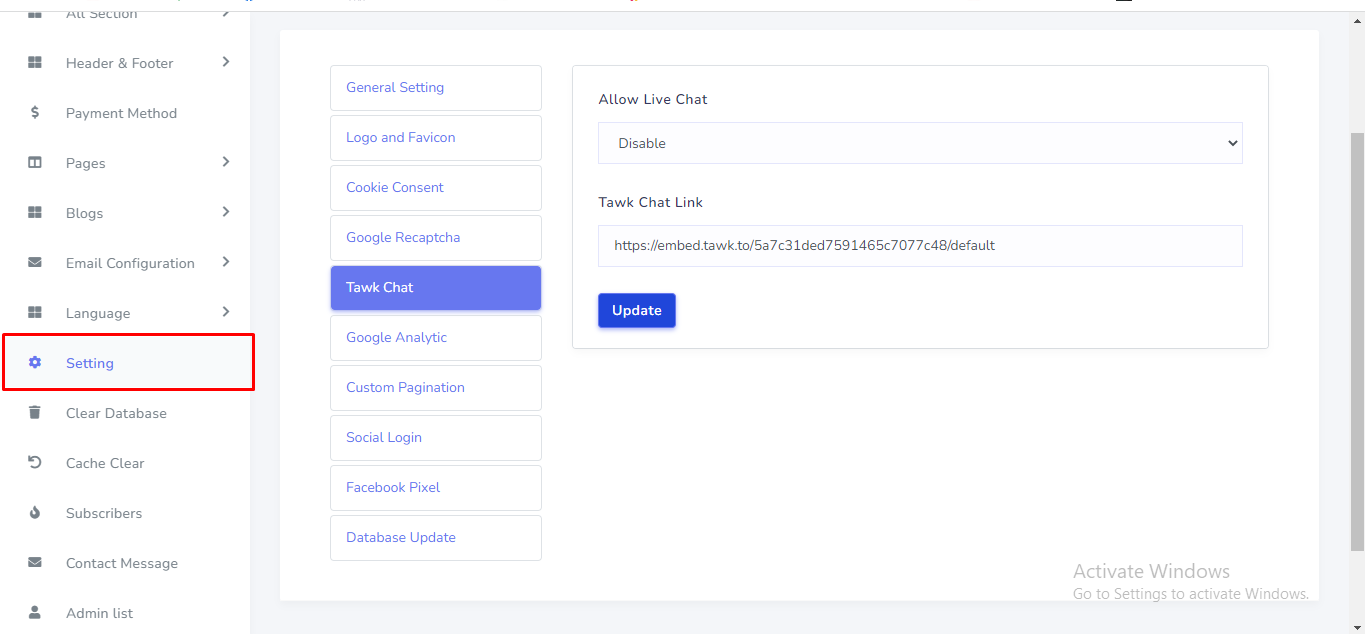 All Section
Header & Footer
Payment Method
Pages
Blogs
Email Configuration
Language
Setting
Clear Database
Cache Clear
Subscribers
Contact Message
Admin list
General Setting
Logo and Favicon
Cookie Consent
Google Recaptcha
Tawk Chat
Google Analytic
Custom Pagination
Social Login
Facebook Pixel
Database Update
Allow Live Chat
Disable
Tawk Chat Link
https://embed.tawk.to/5a7c31ded7591465c7077c48/default
Update
Activate Windows
Go to Settings to activate Windows.